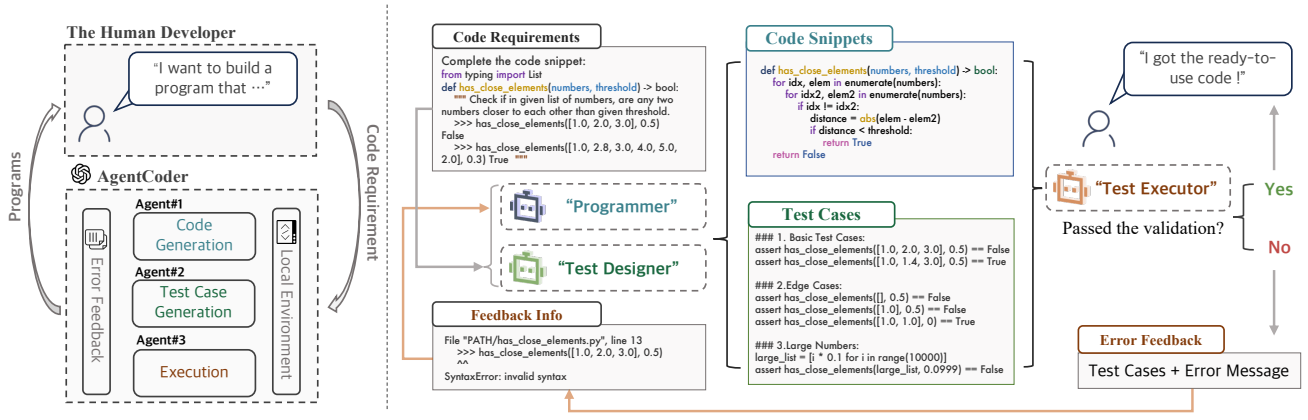 The Human Developer
“I want to build a
program that ⋯”
Programs
Code Requirement
AgentCoder
Error Feedback
Agent#1
Code
Generation
Agent#2
Test Case
Generation
Agent#3
Execution
Local Environment
Code Requirements
Complete the code snippet:
from typing import List
def has_close_elements(numbers, threshold) -> bool:
""" Check if in given list of numbers, are any two
numbers closer to each other than given threshold.
>>> has_close_elements([1.0, 2.0, 3.0], 0.5)
False
>>> has_close_elements([1.0, 2.8, 3.0, 4.0, 5.0,
2.0], 0.3) True """
“Programmer”
“Test Designer”
Feedback Info
File "PATH/has_close_elements.py", line 13
>>> has_close_elements([1.0, 2.0, 3.0], 0.5)
^^
SyntaxError: invalid syntax
Code Snippets
def has_close_elements(numbers, threshold) -> bool:
for idx, elem in enumerate(numbers):
for idx2, elem2 in enumerate(numbers):
if idx != idx2:
distance = abs(elem - elem2)
if distance < threshold:
return True
return False
Test Cases
### 1. Basic Test Cases:
assert has_close_elements([1.0, 2.0, 3.0], 0.5) == False
assert has_close_elements([1.0, 1.4, 3.0], 0.5) == True
### 2.Edge Cases:
assert has_close_elements([], 0.5) == False
assert has_close_elements([1.0], 0.5) == False
assert has_close_elements([1.0, 1.0], 0) == True
### 3.Large Numbers:
large_list = [i * 0.1 for i in range(10000)]
assert has_close_elements(large_list, 0.0999) == False
“I got the ready-to-
use code !”
“Test Executor”
Passed the validation?
Yes
No
Error Feedback
Test Cases + Error Message